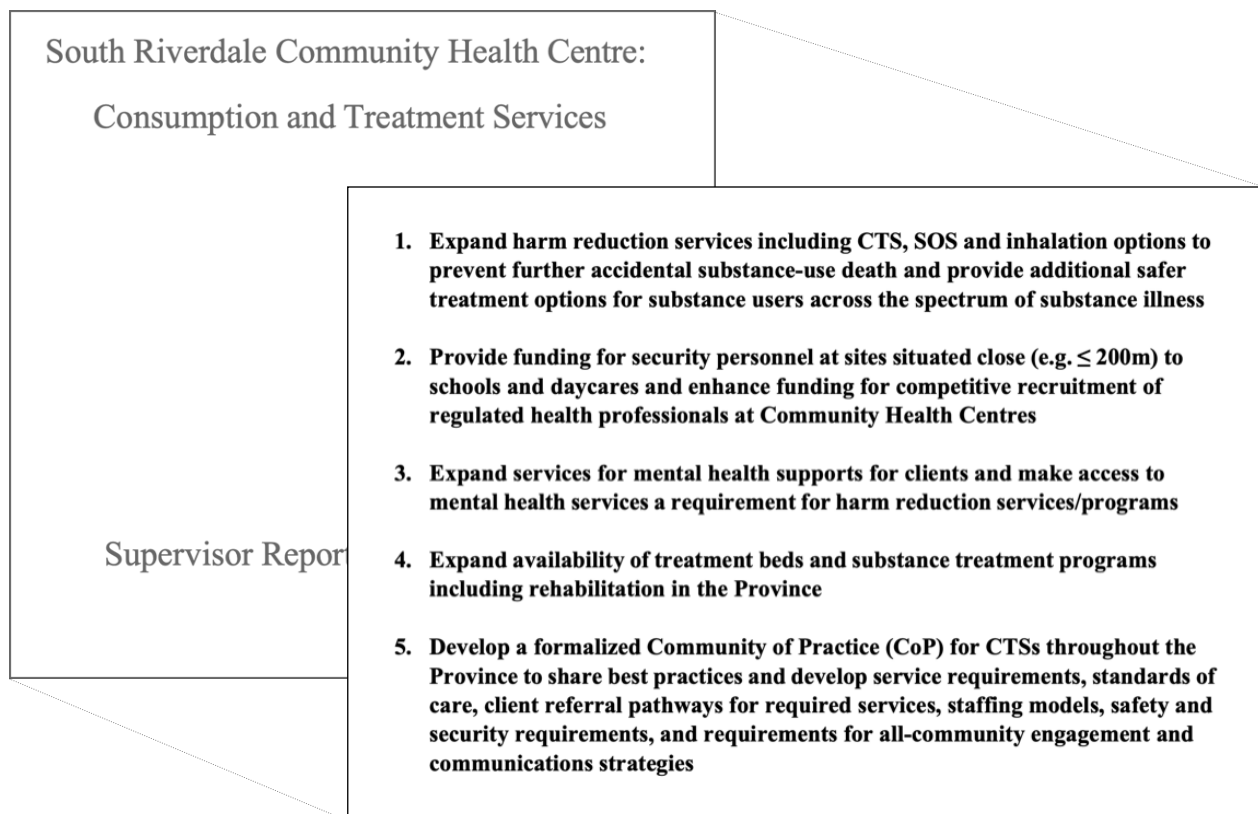 South Riverdale Community Health Centre:
Consumption and Treatment Services
Supervisor Report
1. Expand harm reduction services including CTS, SOS and inhalation options to
prevent further accidental substance-use death and provide additional safer
treatment options for substance users across the spectrum of substance illness
2. Provide funding for security personnel at sites situated close (e.g. ≤ 200m) to
schools and daycares and enhance funding for competitive recruitment of
regulated health professionals at Community Health Centres
3. Expand services for mental health supports for clients and make access to
mental health services a requirement for harm reduction services/programs
4. Expand availability of treatment beds and substance treatment programs
including rehabilitation in the Province
5. Develop a formalized Community of Practice (CoP) for CTSs throughout the
Province to share best practices and develop service requirements, standards of
care, client referral pathways for required services, staffing models, safety and
security requirements, and requirements for all-community engagement and
communications strategies